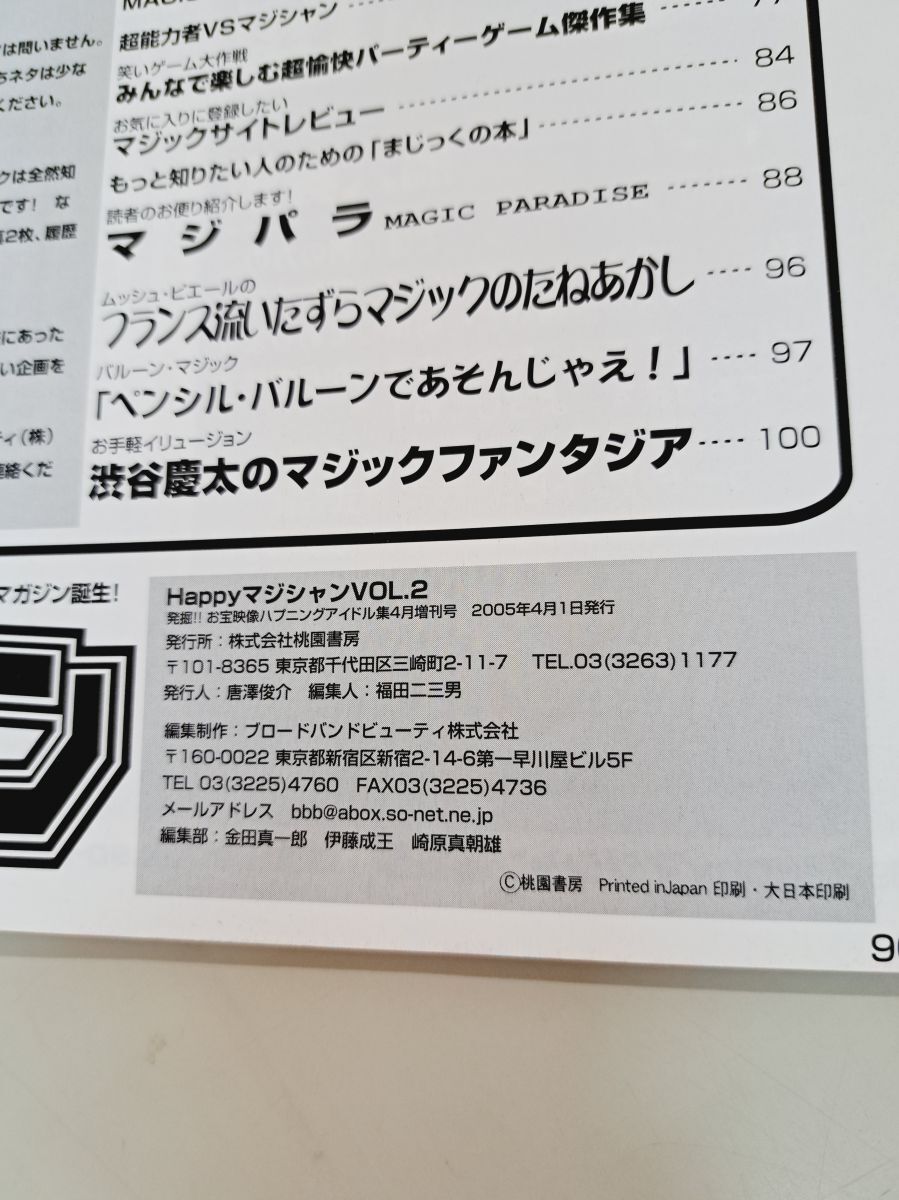 は問いません。
ちネタは少な
ください。
クは全然知
です! な
真2枚、履歴
にあった
い企画を
ィ(株)
連絡くだ
MAGIC
超能力者VSマジシャン
笑いゲーム大作戦
みんなで楽しむ超愉快パーティーゲーム傑作集 ‥‥ 77
お気に入りに登録したい
マジックサイトレビュー ‥‥ 84
もっと知りたい人のための「まじっくの本」 ‥‥ 86
読者のお便り紹介します!
マジパラ MAGIC PARADISE ‥‥ 88
ムッシュ・ピエールの
フランス流いたずらマジックのたねあかし ‥‥ 96
バルーン・マジック
「ペンシル・バルーンであそんじゃえ!」 ‥‥ 97
お手軽イリュージョン
渋谷慶太のマジックファンタジア ‥‥ 100
マガジン誕生!
HappyマジシャンVOL.2
発掘!! お宝映像ハプニングアイドル集4月増刊号 2005年4月1日発行
発行所:株式会社桃園書房
〒101-8365 東京都千代田区三崎町2-11-7 TEL.03(3263)1177
発行人:唐澤俊介 編集人:福田二三男
編集制作:ブロードバンドビューティ株式会社
〒160-0022 東京都新宿区新宿2-14-6第一早川屋ビル5F
TEL 03(3225)4760 FAX03(3225)4736
メールアドレス bbb@abox.so-net.ne.jp
編集部:金田真一郎 伊藤成王 崎原真朝雄
Ⓒ桃園書房 Printed inJapan 印刷・大日本印刷